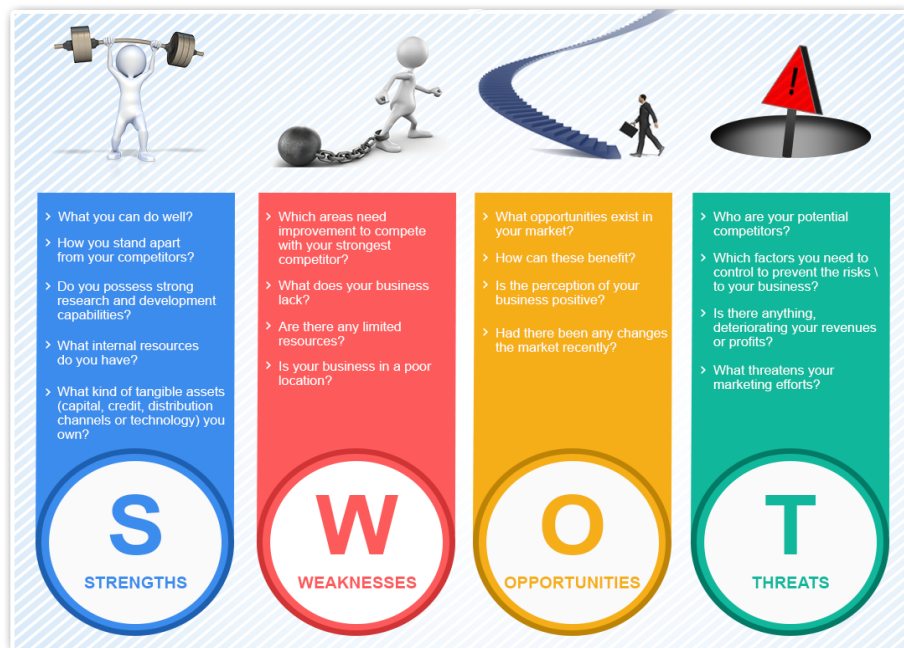 What you can do well?
How you stand apart
from your competitors?
Do you possess strong
research and development
capabilities?
What internal resources
do you have?
What kind of tangible assets
(capital, credit, distribution
channels or technology) you
own?
S
STRENGTHS
Which areas need
improvement to compete
with your strongest
competitor?
What does your business
lack?
Are there any limited
resources?
Is your business in a poor
location?
W
WEAKNESSES
What opportunities exist in
your market?
How can these benefit?
Is the perception of your
business positive?
Had there been any changes
the market recently?
O
OPPORTUNITIES
Who are your potential
competitors?
Which factors you need to
control to prevent the risks \
to your business?
Is there anything,
deteriorating your revenues
or profits?
What threatens your
marketing efforts?
T
THREATS
!